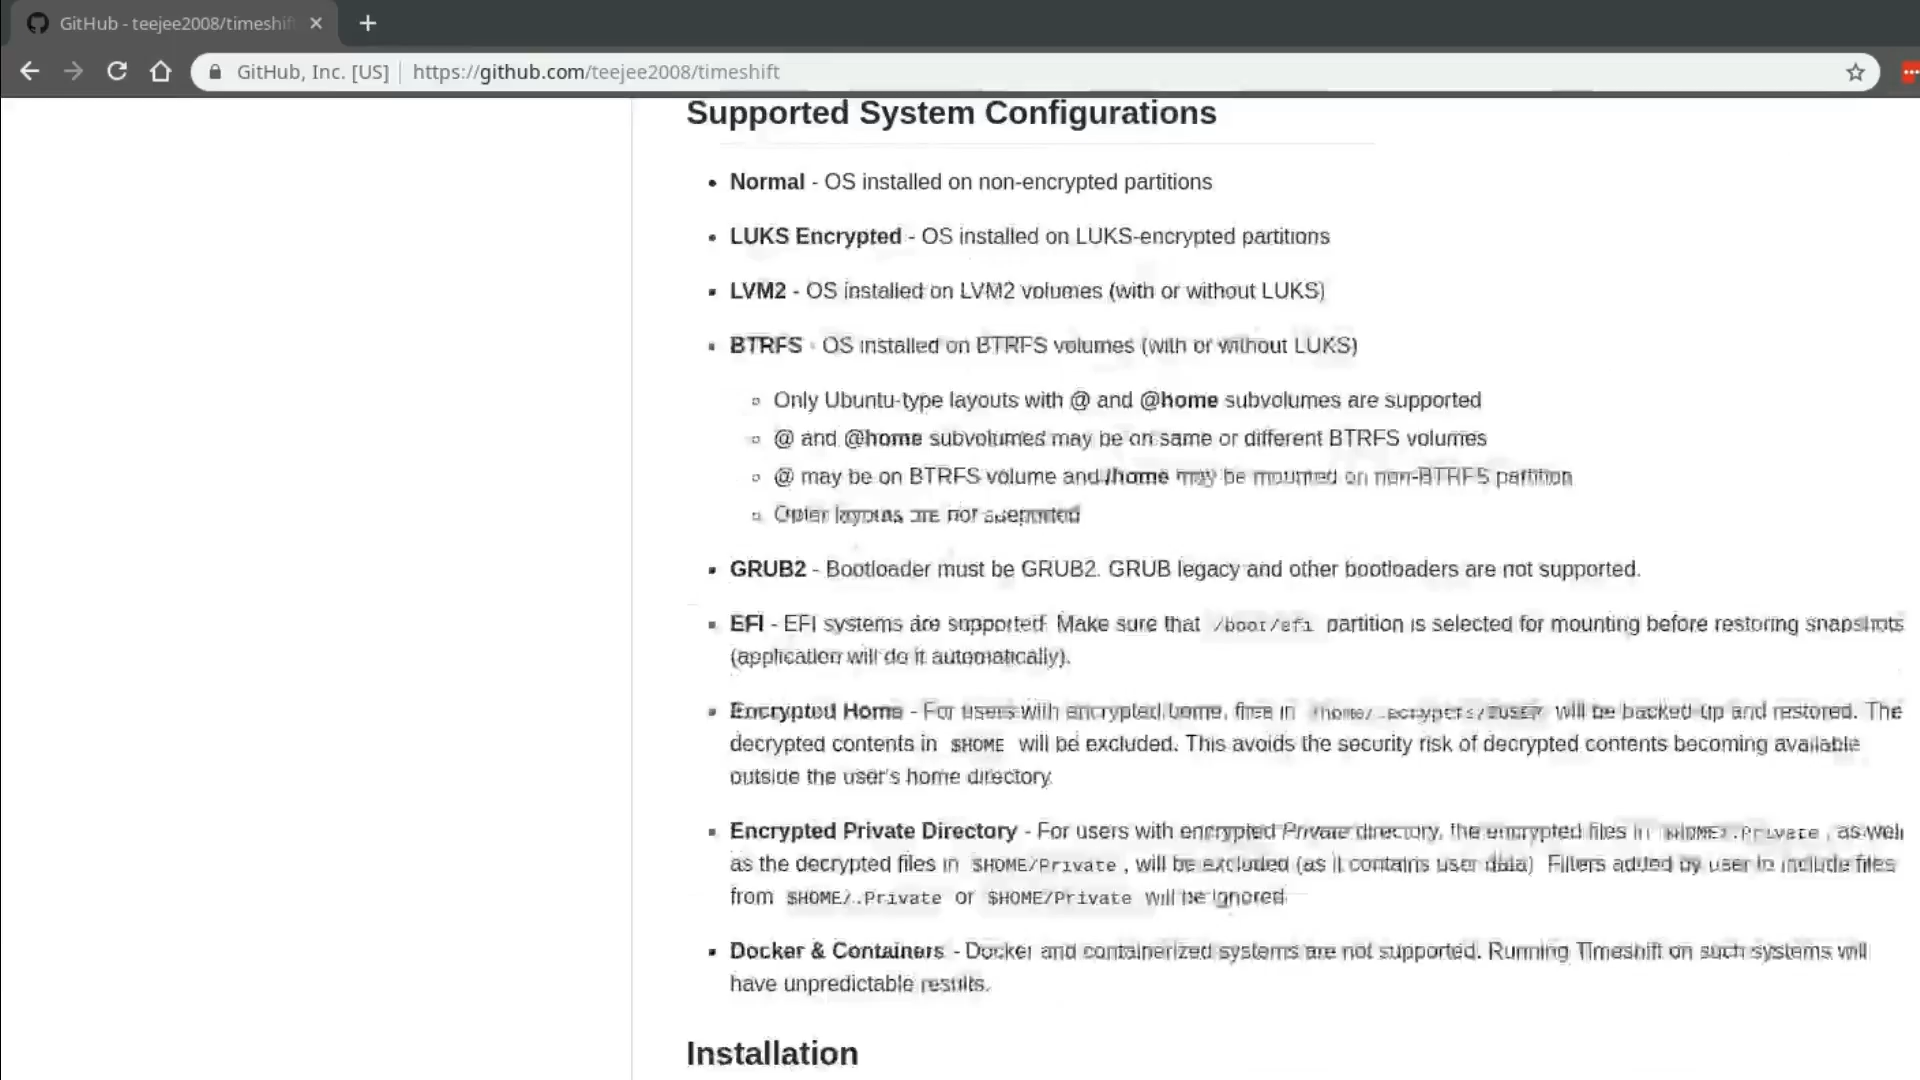 GitHub - teejee2008/timeshift
GitHub, Inc. [US] https://github.com/teejee2008/timeshift
Supported System Configurations
Normal - OS installed on non-encrypted partitions
LUKS Encrypted - OS installed on LUKS-encrypted partitions
LVM2 - OS installed on LVM2 volumes (with or without LUKS)
BTRFS - OS installed on BTRFS volumes (with or without LUKS)
Only Ubuntu-type layouts with @ and @home subvolumes are supported
@ and @home subvolumes may be on same or different BTRFS volumes
@ may be on BTRFS volume and /home may be mounted on non-BTRFS partition
Other layouts are not supported
GRUB2 - Bootloader must be GRUB2. GRUB legacy and other bootloaders are not supported.
EFI - EFI systems are supported. Make sure that /boot/efi partition is selected for mounting before restoring snapshots
(application will do it automatically).
Encrypted Home - For users with encrypted home, files in will be backed-up and restored. The
decrypted contents in $HOME will be excluded. This avoids the security risk of decrypted contents becoming available
outside the user's home directory.
Encrypted Private Directory - For users with encrypted Private directory, the encrypted files in $HOME/.Private, as well
as the decrypted files in $HOME/Private, will be excluded (as it contains user data). Filters added by user to include files
from $HOME/.Private or $HOME/Private will be ignored.
Docker & Containers - Docker and containerized systems are not supported. Running Timeshift on such systems will
have unpredictable results.
Installation